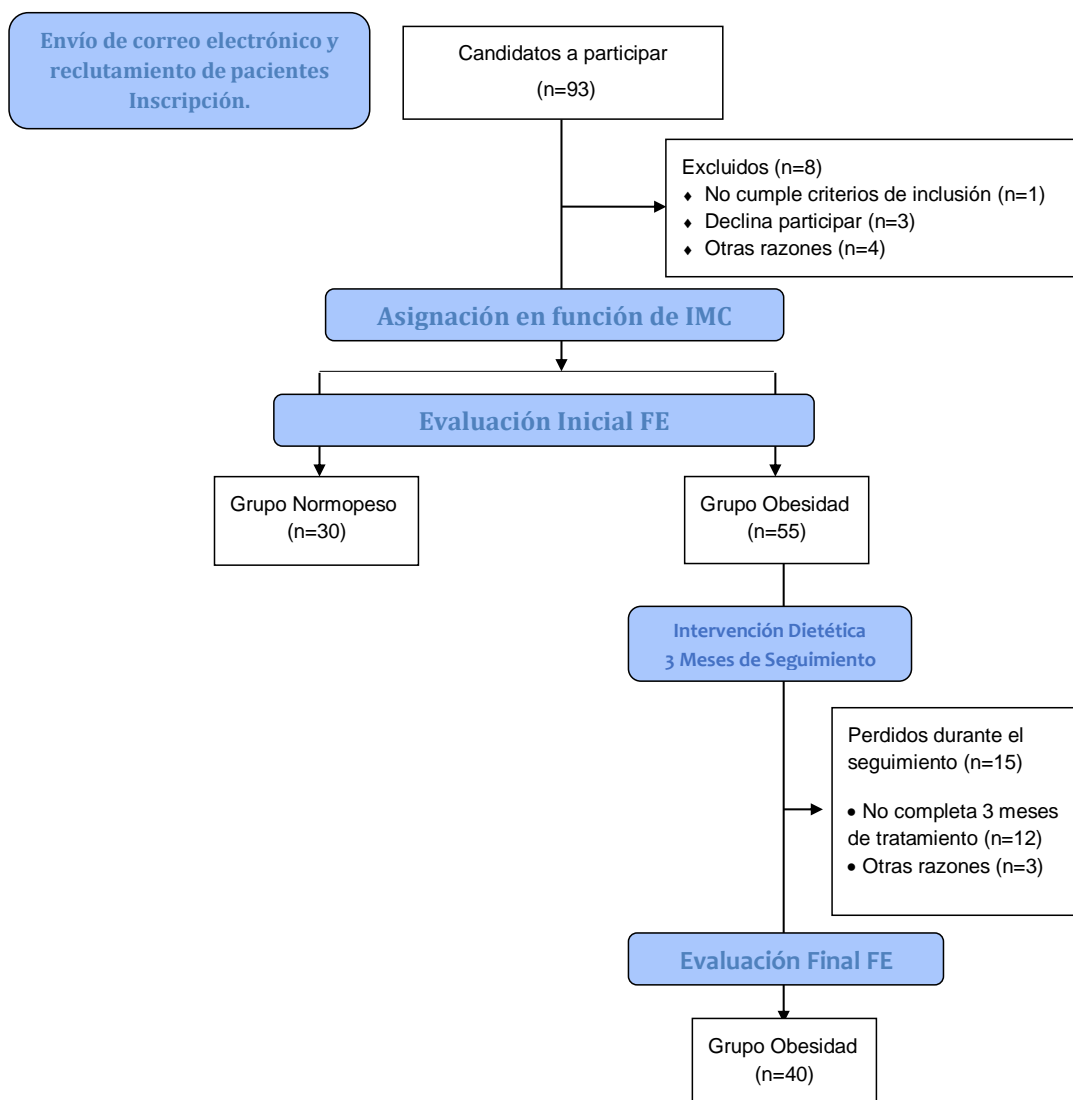 Envío de correo electrónico y
reclutamiento de pacientes
Inscripción.
Candidatos a participar
(n=93)
Excluidos (n=8)
♦ No cumple criterios de inclusión (n=1)
♦ Declina participar (n=3)
♦ Otras razones (n=4)
Asignación en función de IMC
Evaluación Inicial FE
Grupo Normopeso
(n=30)
Grupo Obesidad
(n=55)
Intervención Dietética
3 Meses de Seguimiento
Perdidos durante el
seguimiento (n=15)
• No completa 3 meses
de tratamiento (n=12)
• Otras razones (n=3)
Evaluación Final FE
Grupo Obesidad
(n=40)